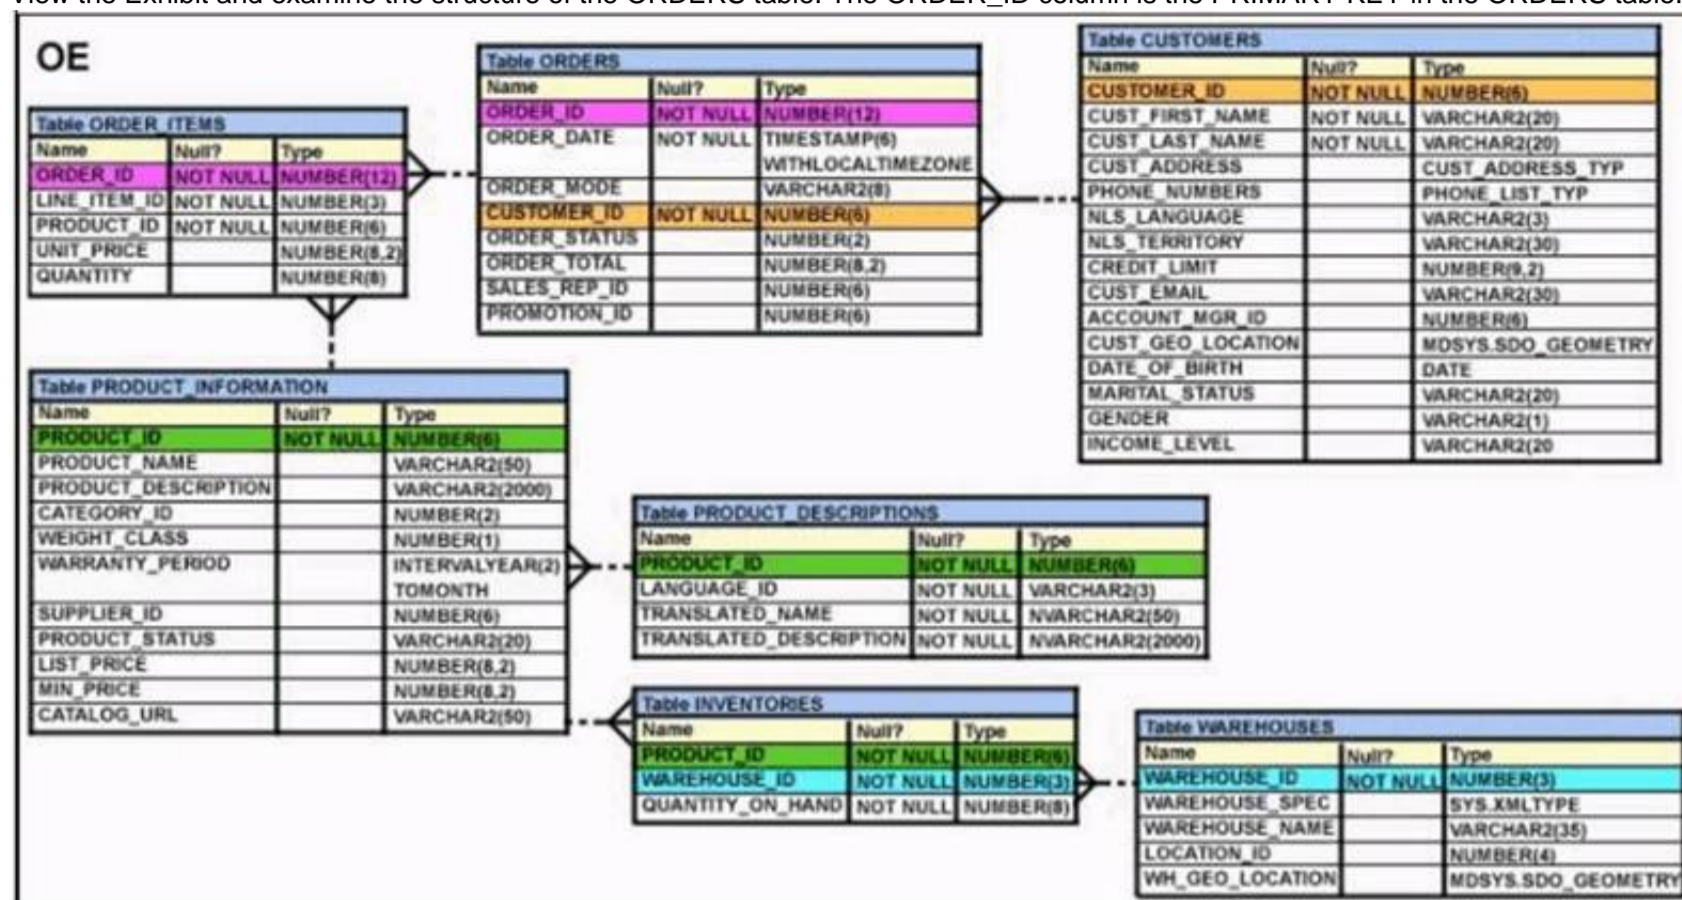 View the Exhibit and examine the structure of the ORDERS table. The ORDER_ID column is the PRIMARY KEY in the ORDERS table.
OE
Table ORDER_ITEMS
Name Null? Type
ORDER_ID NOT NULL NUMBER(12)
LINE_ITEM_ID NOT NULL NUMBER(3)
PRODUCT_ID NOT NULL NUMBER(6)
UNIT_PRICE NUMBER(8,2)
QUANTITY NUMBER(8)
Table ORDERS
Name Null? Type
ORDER_ID NOT NULL NUMBER(12)
ORDER_DATE NOT NULL TIMESTAMP(6)
WITHLOCALTIMEZONE
ORDER_MODE VARCHAR2(8)
CUSTOMER_ID NOT NULL NUMBER(6)
ORDER_STATUS NUMBER(2)
ORDER_TOTAL NUMBER(8,2)
SALES_REP_ID NUMBER(6)
PROMOTION_ID NUMBER(6)
Table CUSTOMERS
Name Null? Type
CUSTOMER_ID NOT NULL NUMBER(6)
CUST_FIRST_NAME NOT NULL VARCHAR2(20)
CUST_LAST_NAME NOT NULL VARCHAR2(20)
CUST_ADDRESS CUST_ADDRESS_TYP
PHONE_NUMBERS PHONE_LIST_TYP
NLS_LANGUAGE VARCHAR2(3)
NLS_TERRITORY VARCHAR2(30)
CREDIT_LIMIT NUMBER(9,2)
CUST_EMAIL VARCHAR2(30)
ACCOUNT_MGR_ID NUMBER(6)
CUST_GEO_LOCATION MDSYS.SDO_GEOMETRY
DATE_OF_BIRTH DATE
MARITAL_STATUS VARCHAR2(20)
GENDER VARCHAR2(1)
INCOME_LEVEL VARCHAR2(20
Table PRODUCT_INFORMATION
Name Null? Type
PRODUCT_ID NOT NULL NUMBER(6)
PRODUCT_NAME VARCHAR2(50)
PRODUCT_DESCRIPTION VARCHAR2(2000)
CATEGORY_ID NUMBER(2)
WEIGHT_CLASS NUMBER(1)
WARRANTY_PERIOD INTERVALYEAR(2)
TOMONTH
SUPPLIER_ID NUMBER(6)
PRODUCT_STATUS VARCHAR2(20)
LIST_PRICE NUMBER(8,2)
MIN_PRICE NUMBER(8,2)
CATALOG_URL VARCHAR2(50)
Table PRODUCT_DESCRIPTIONS
Name Null? Type
PRODUCT_ID NOT NULL NUMBER(6)
LANGUAGE_ID NOT NULL VARCHAR2(3)
TRANSLATED_NAME NOT NULL NVARCHAR2(50)
TRANSLATED_DESCRIPTION NOT NULL NVARCHAR2(2000)
Table INVENTORIES
Name Null? Type
PRODUCT_ID NOT NULL NUMBER(6)
WAREHOUSE_ID NOT NULL NUMBER(3)
QUANTITY_ON_HAND NOT NULL NUMBER(8)
Table WAREHOUSES
Name Null? Type
WAREHOUSE_ID NOT NULL NUMBER(3)
WAREHOUSE_SPEC SYS.XMLTYPE
WAREHOUSE_NAME VARCHAR2(35)
LOCATION_ID NUMBER(4)
WH_GEO_LOCATION MDSYS.SDO_GEOMETRY